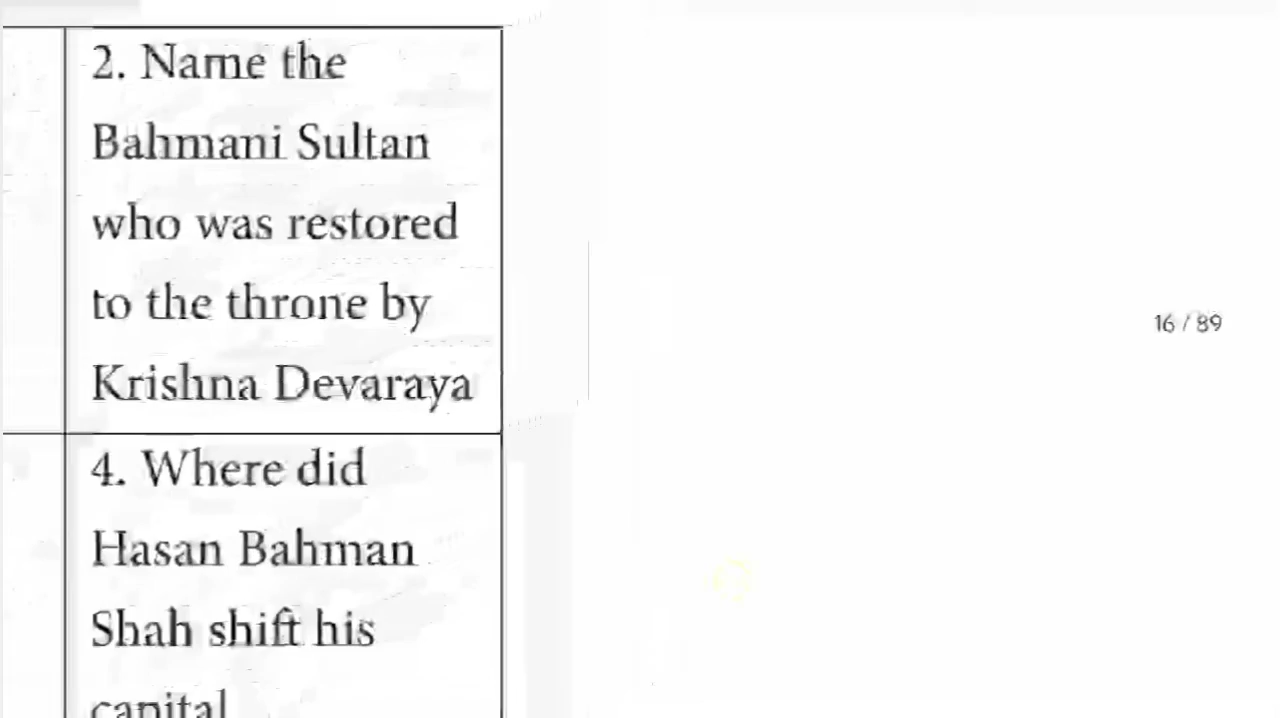 2. Name the
Bahmani Sultan
who was restored
to the throne by
Krishna Devaraya
16 / 89
4. Where did
Hasan Bahman
Shah shift his
capital